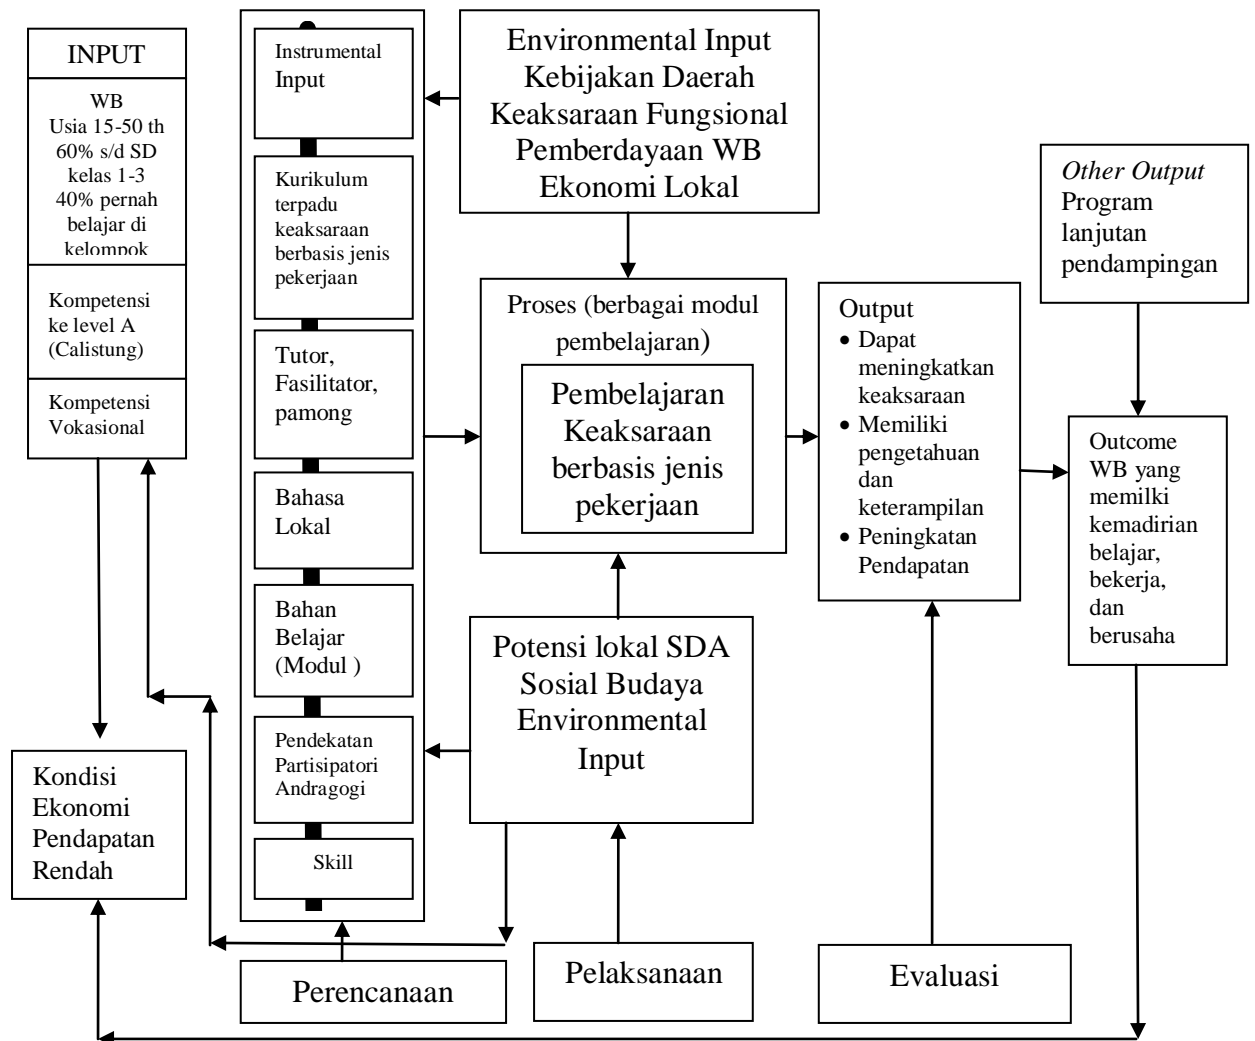 INPUT
WB
Usia 15-50 th
60% s/d SD
kelas 1-3
40% pernah
belajar di
kelompok
Kompetensi
ke level A
(Calistung)
Kompetensi
Vokasional
Kondisi
Ekonomi
Pendapatan
Rendah
Instrumental
Input
Kurikulum
terpadu
keaksaraan
berbasis jenis
pekerjaan
Tutor,
Fasilitator,
pamong
Bahasa
Lokal
Bahan
Belajar
(Modul )
Pendekatan
Partisipatori
Andragogi
Skill
Perencanaan
Environmental Input
Kebijakan Daerah
Keaksaraan Fungsional
Pemberdayaan WB
Ekonomi Lokal
Proses (berbagai modul
pembelajaran)
Pembelajaran
Keaksaraan
berbasis jenis
pekerjaan
Potensi lokal SDA
Sosial Budaya
Environmental
Input
Pelaksanaan
Output
• Dapat
meningkatkan
keaksaraan
• Memiliki
pengetahuan
dan
keterampilan
• Peningkatan
Pendapatan
Evaluasi
Other Output
Program
lanjutan
pendampingan
Outcome
WB yang
memilki
kemadirian
belajar,
bekerja,
dan
berusaha